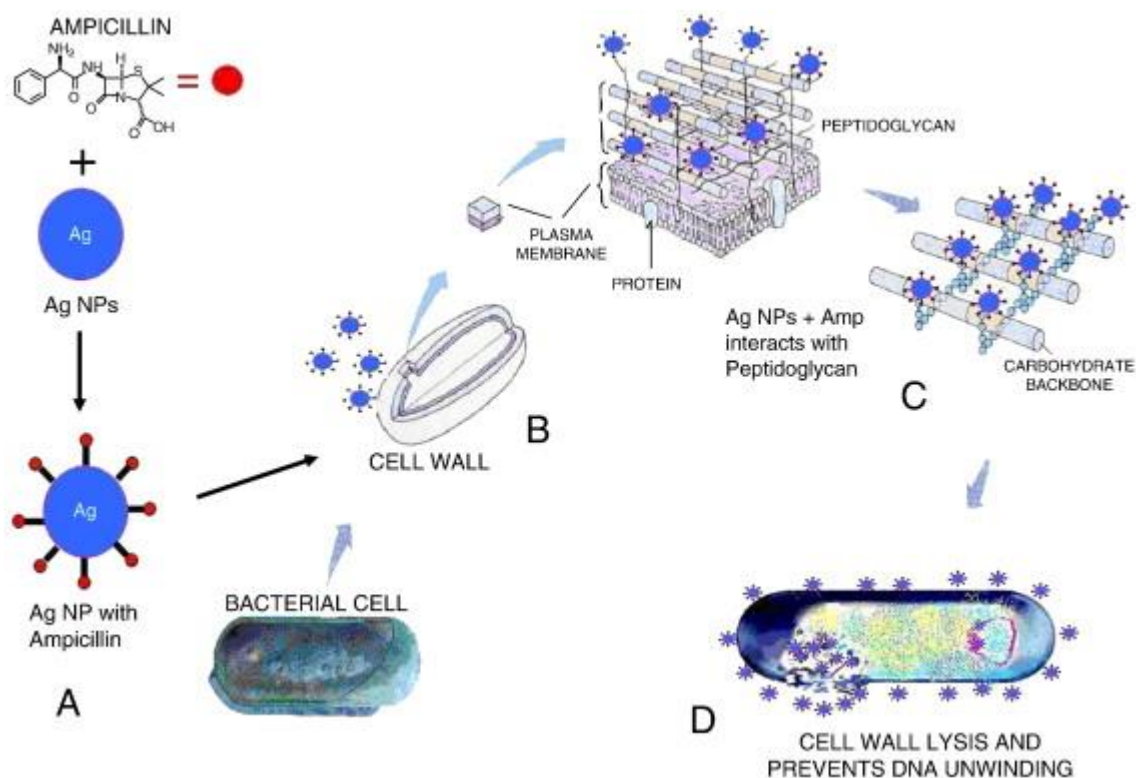 AMPICILLIN
NH₂
H
NH
S
O
O
N
O
OH
=
+
Ag
Ag NPs
Ag
Ag NP with
Ampicillin
A
BACTERIAL CELL
CELL WALL
B
PLASMA
MEMBRANE
PROTEIN
PEPTIDOGLYCAN
Ag NPs + Amp
interacts with
Peptidoglycan
C
CARBOHYDRATE
BACKBONE
D
CELL WALL LYSIS AND
PREVENTS DNA UNWINDING